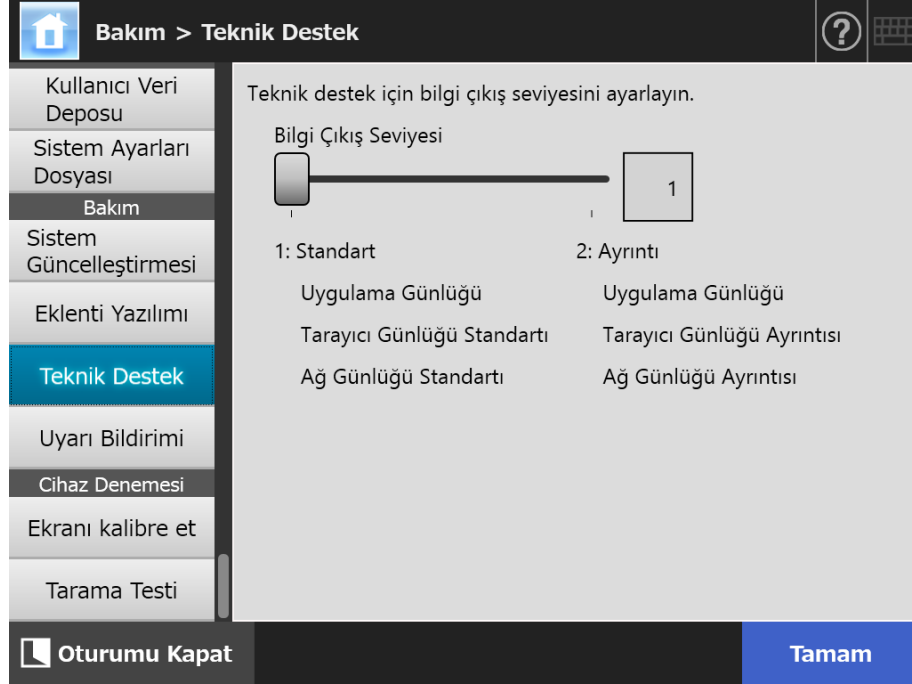 Bakım > Teknik Destek
?
Kullanıcı Veri
Deposu
Sistem Ayarları
Dosyası
Bakım
Sistem
Güncelleştirmesi
Eklenti Yazılımı
Teknik Destek
Uyarı Bildirimi
Cihaz Denemesi
Ekranı kalibre et
Tarama Testi
Teknik destek için bilgi çıkış seviyesini ayarlayın.
Bilgi Çıkış Seviyesi
1
1: Standart
Uygulama Günlüğü
Tarayıcı Günlüğü Standartı
Ağ Günlüğü Standartı
2: Ayrıntı
Uygulama Günlüğü
Tarayıcı Günlüğü Ayrıntısı
Ağ Günlüğü Ayrıntısı
Oturumu Kapat
Tamam